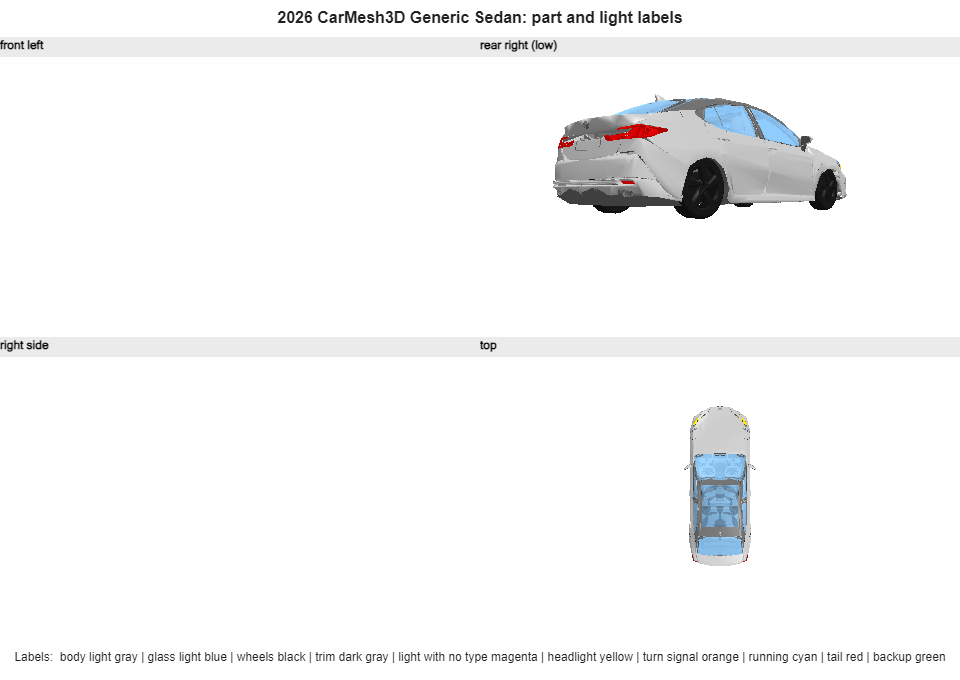 2026 CarMesh3D Generic Sedan: part and light labels
front left
rear right (low)
right side
top
Labels:  body light gray | glass light blue | wheels black | trim dark gray | light with no type magenta | headlight yellow | turn signal orange | running cyan | tail red | backup green